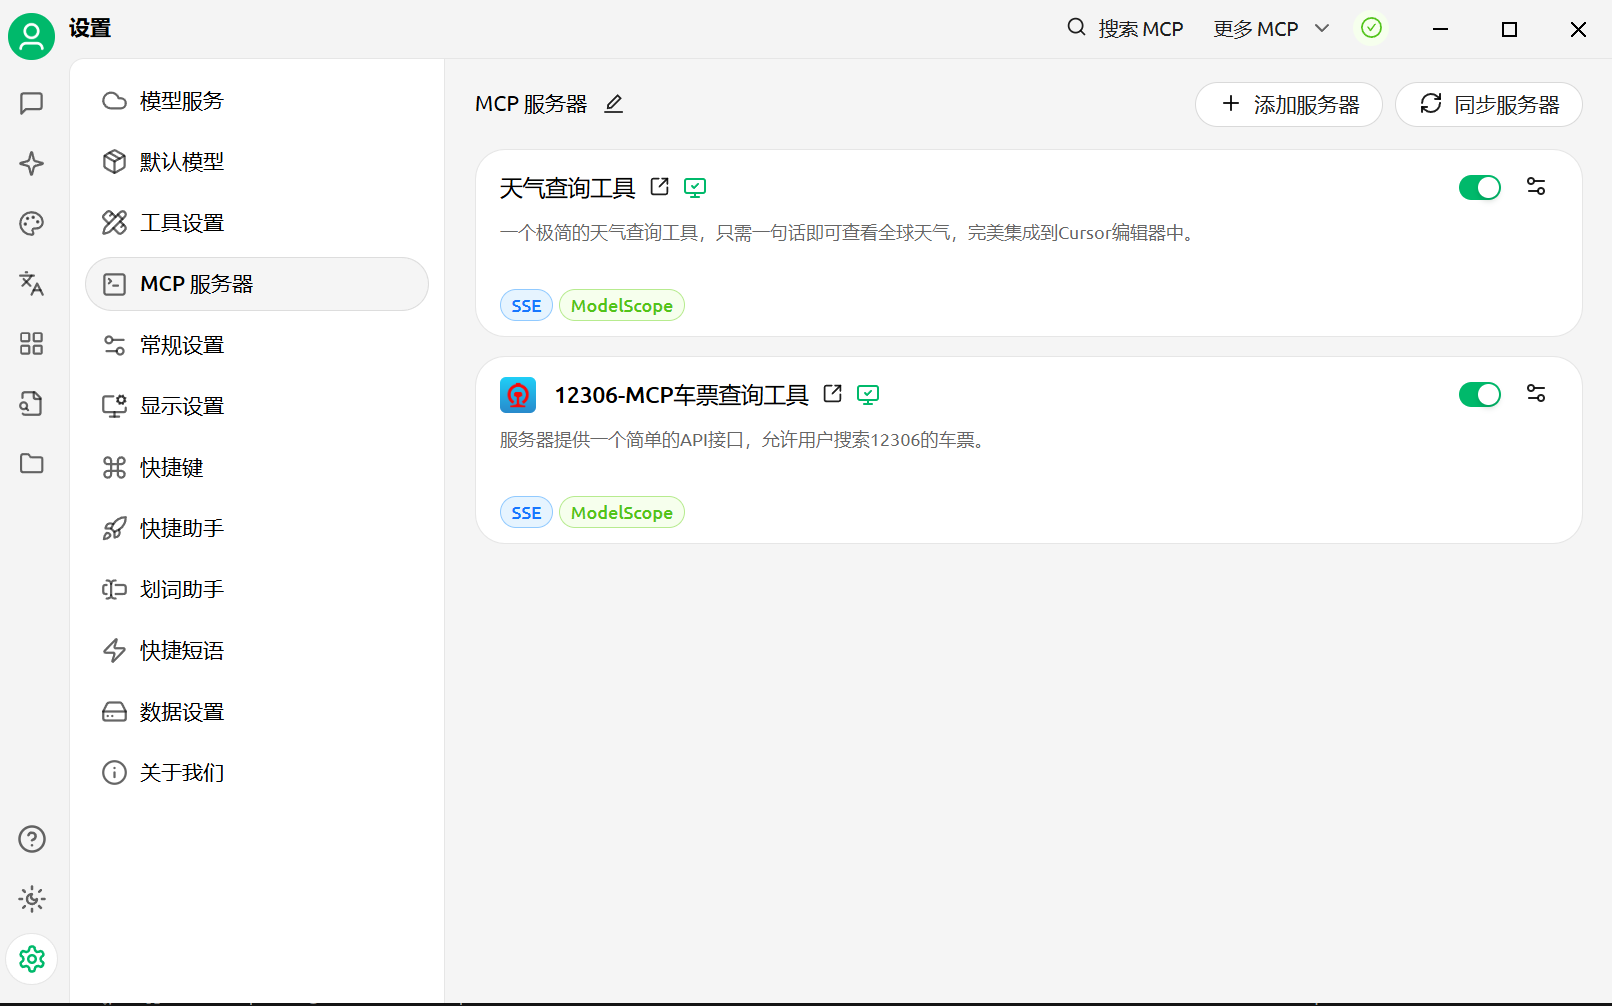 设置
搜索 MCP
更多 MCP
模型服务
默认模型
工具设置
MCP 服务器
常规设置
显示设置
快捷键
快捷助手
划词助手
快捷短语
数据设置
关于我们
MCP 服务器
添加服务器
同步服务器
天气查询工具
一个极简的天气查询工具，只需一句话即可查看全球天气，完美集成到Cursor编辑器中。
SSE ModelScope
12306-MCP车票查询工具
服务器提供一个简单的API接口，允许用户搜索12306的车票。
SSE ModelScope